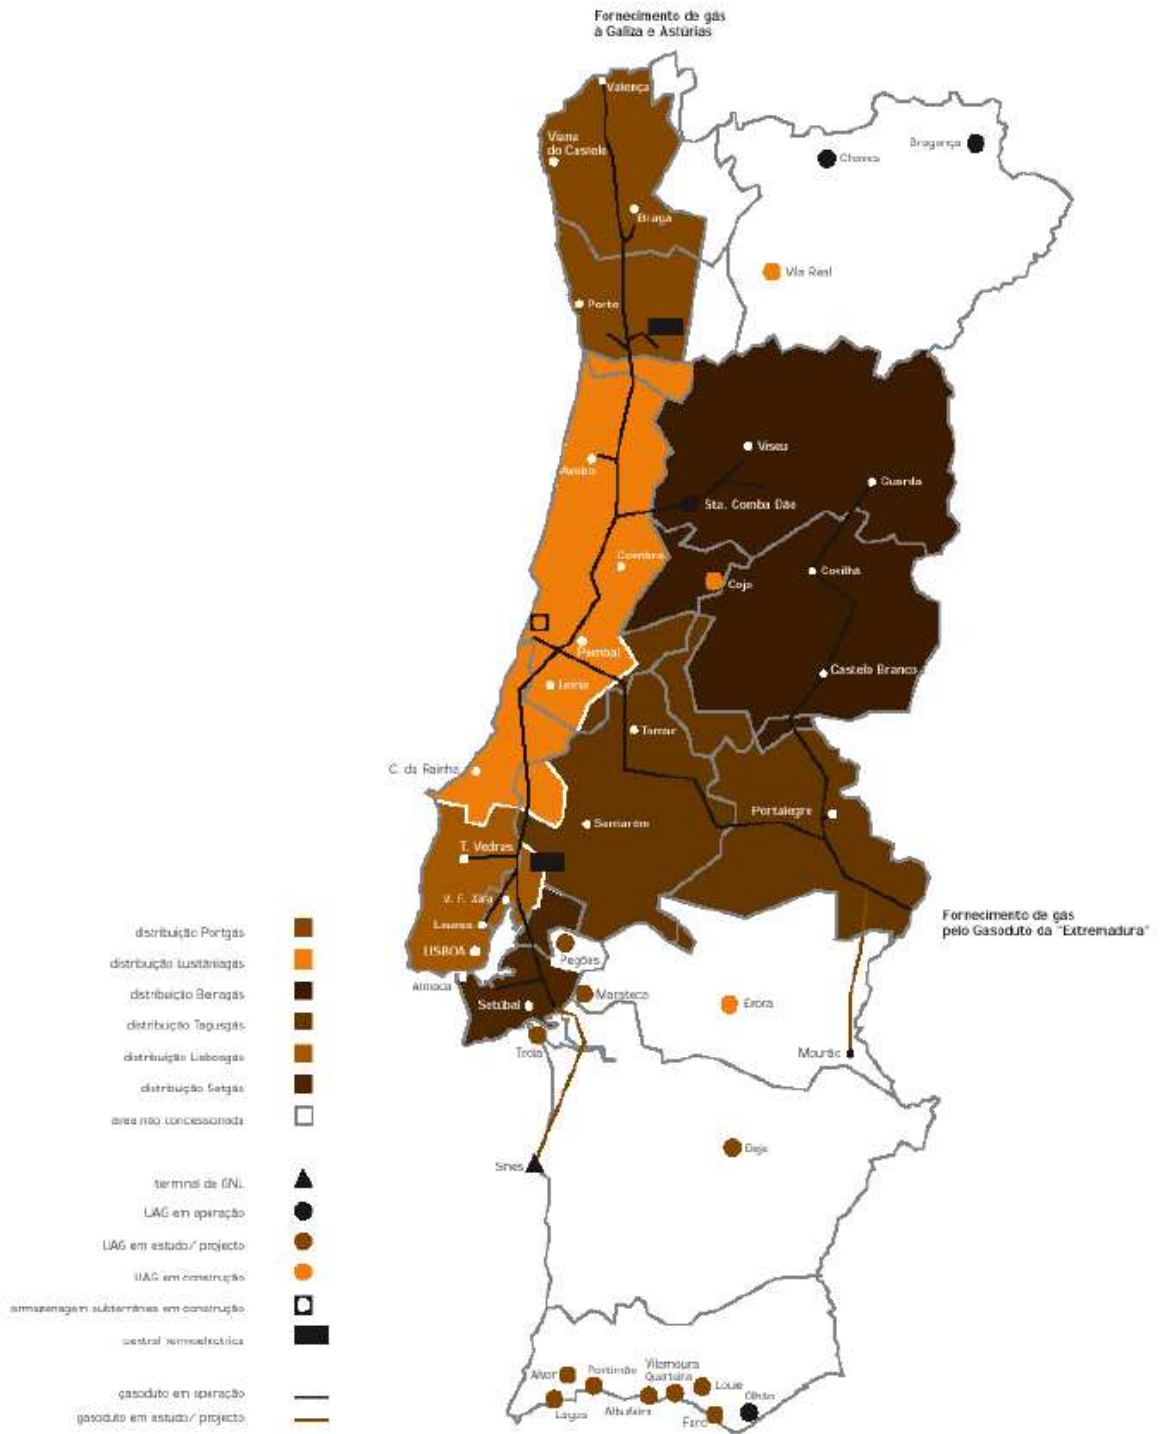 Fornecimento de gás
à Galiza e Astúrias
Valença
Viana
do Castelo
Bragança
Chaves
Braga
Vila Real
Porto
Viseu
Aveiro
Guarda
Sta. Comba Dão
Coimbra
Covilhã
Coja
Pombal
Castelo Branco
Leiria
Tomar
C. da Rainha
Portalegre
Santarém
T. Vedras
V. F. Xira
Loures
LISBOA
Fornecimento de gás
pelo Gasoduto da "Extremadura"
Pegões
Almada
Marateca
Setúbal
Évora
Tróia
Mourão
Beja
Sines
distribuição Portgás
distribuição Lusitâniagás
distribuição Beiragás
distribuição Tagusgás
distribuição Lisboagás
distribuição Setgás
área não concessionada
terminal de GNL
UAG em operação
UAG em estudo/ projecto
UAG em construção
armazenagem subterrânea em construção
central termoeléctrica
gasoduto em operação
gasoduto em estudo/ projecto
Alvor
Portimão
Vilamoura
Quarteira
Loulé
Olhão
Lagos
Albufeira
Faro